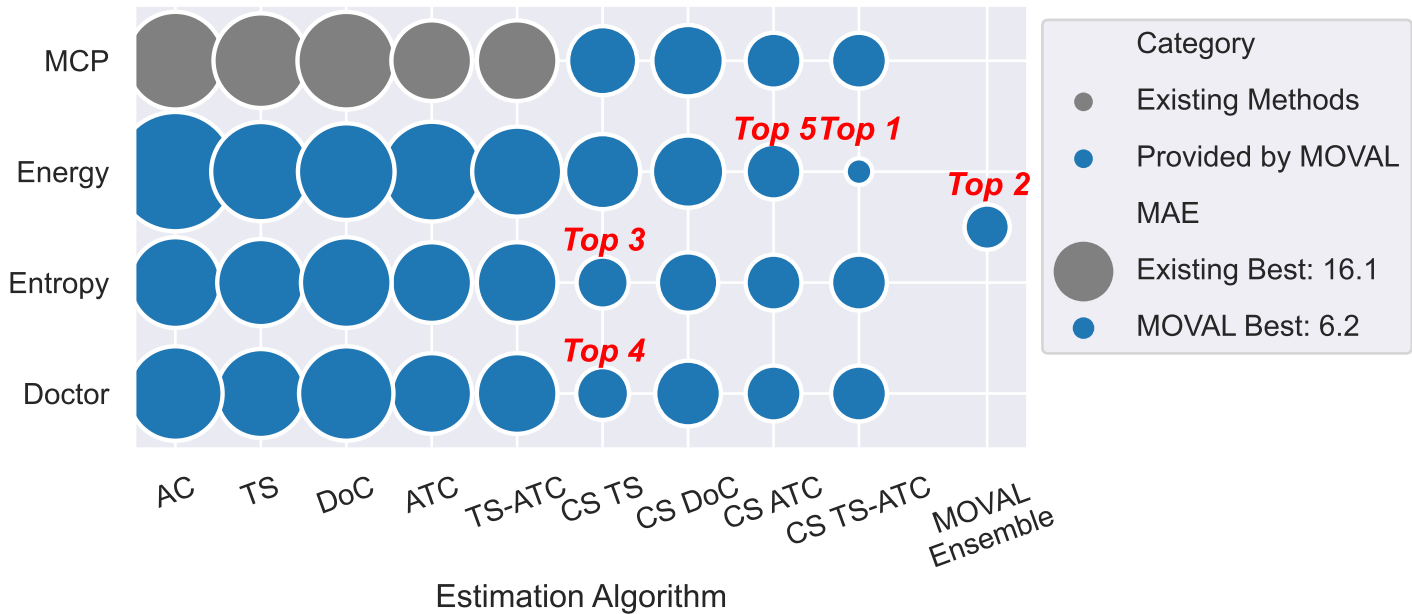 MCP
Energy
Entropy
Doctor
Top 5
Top 1
Top 2
Top 3
Top 4
AC
TS
DoC
ATC
TS-ATC
CS TS
CS DoC
CS ATC
CS TS-ATC
MOVAL
Ensemble
Estimation Algorithm
Category
Existing Methods
Provided by MOVAL
MAE
Existing Best: 16.1
MOVAL Best: 6.2